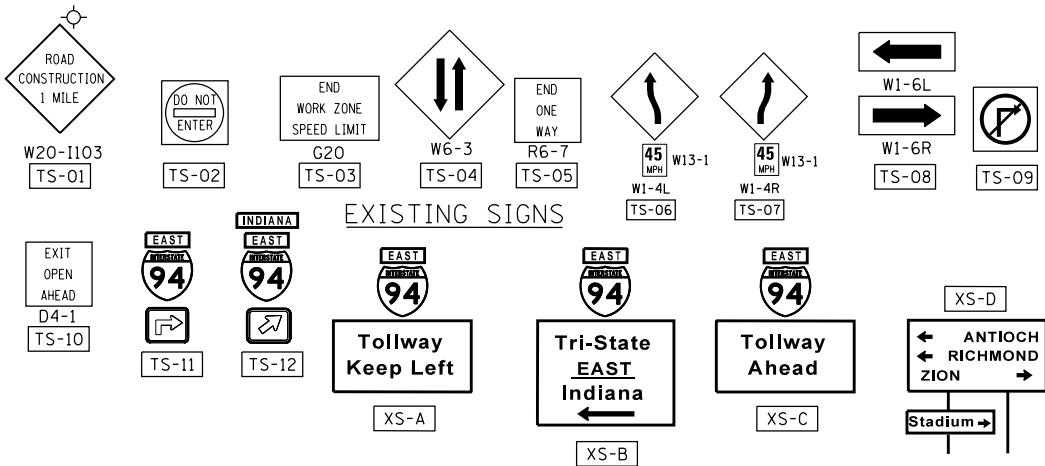 ROAD
CONSTRUCTION
1 MILE
W20-I103
TS-01
DO NOT
ENTER
TS-02
END
WORK ZONE
SPEED LIMIT
G20
TS-03
W6-3
TS-04
END
ONE
WAY
R6-7
TS-05
45
MPH
W13-1
W1-4L
TS-06
45
MPH
W13-1
W1-4R
TS-07
W1-6L
W1-6R
TS-08
TS-09
EXISTING SIGNS
EXIT
OPEN
AHEAD
D4-1
TS-10
EAST
INTERSTATE
94
TS-11
INDIANA
EAST
INTERSTATE
94
TS-12
EAST
INTERSTATE
94
Tollway
Keep Left
XS-A
EAST
INTERSTATE
94
Tri-State
EAST
Indiana
XS-B
EAST
INTERSTATE
94
Tollway
Ahead
XS-C
XS-D
← ANTIOCH
← RICHMOND
ZION →
Stadium →